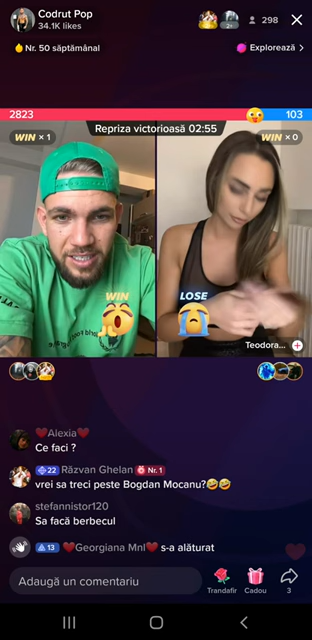 Codrut Pop
34.1K likes
2+
298
Nr. 50 săptămânal
Explorează >
2823
103
WIN x 1
Repriza victorioasă 02:55
WIN x 0
WIN
LOSE
Teodora...
❤️Alexia❤️
Ce faci ?
22 Răzvan Ghelan Nr. 1
vrei sa treci peste Bogdan Mocanu?🤣🤣
stefannistor120
Sa facă berbecul
13 ❤️Georgiana Mnl❤️ s-a alăturat
Adaugă un comentariu
Trandafir
Cadou
3